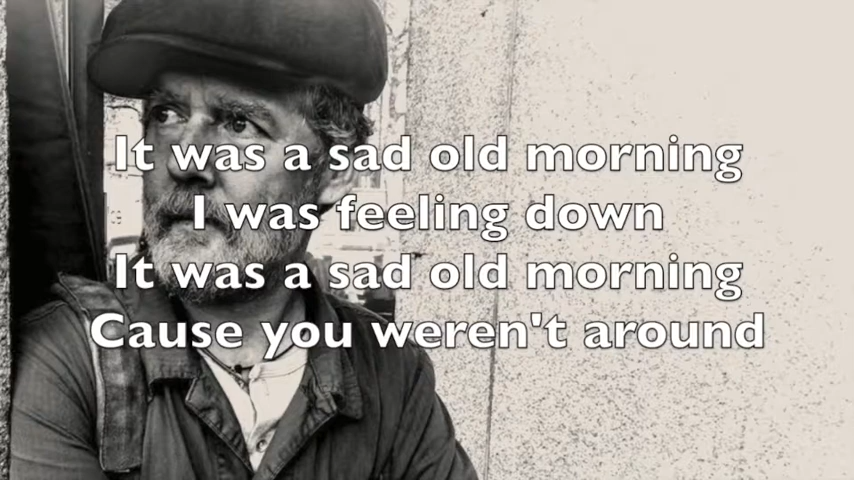 It was a sad old morning
I was feeling down
It was a sad old morning
Cause you weren't around